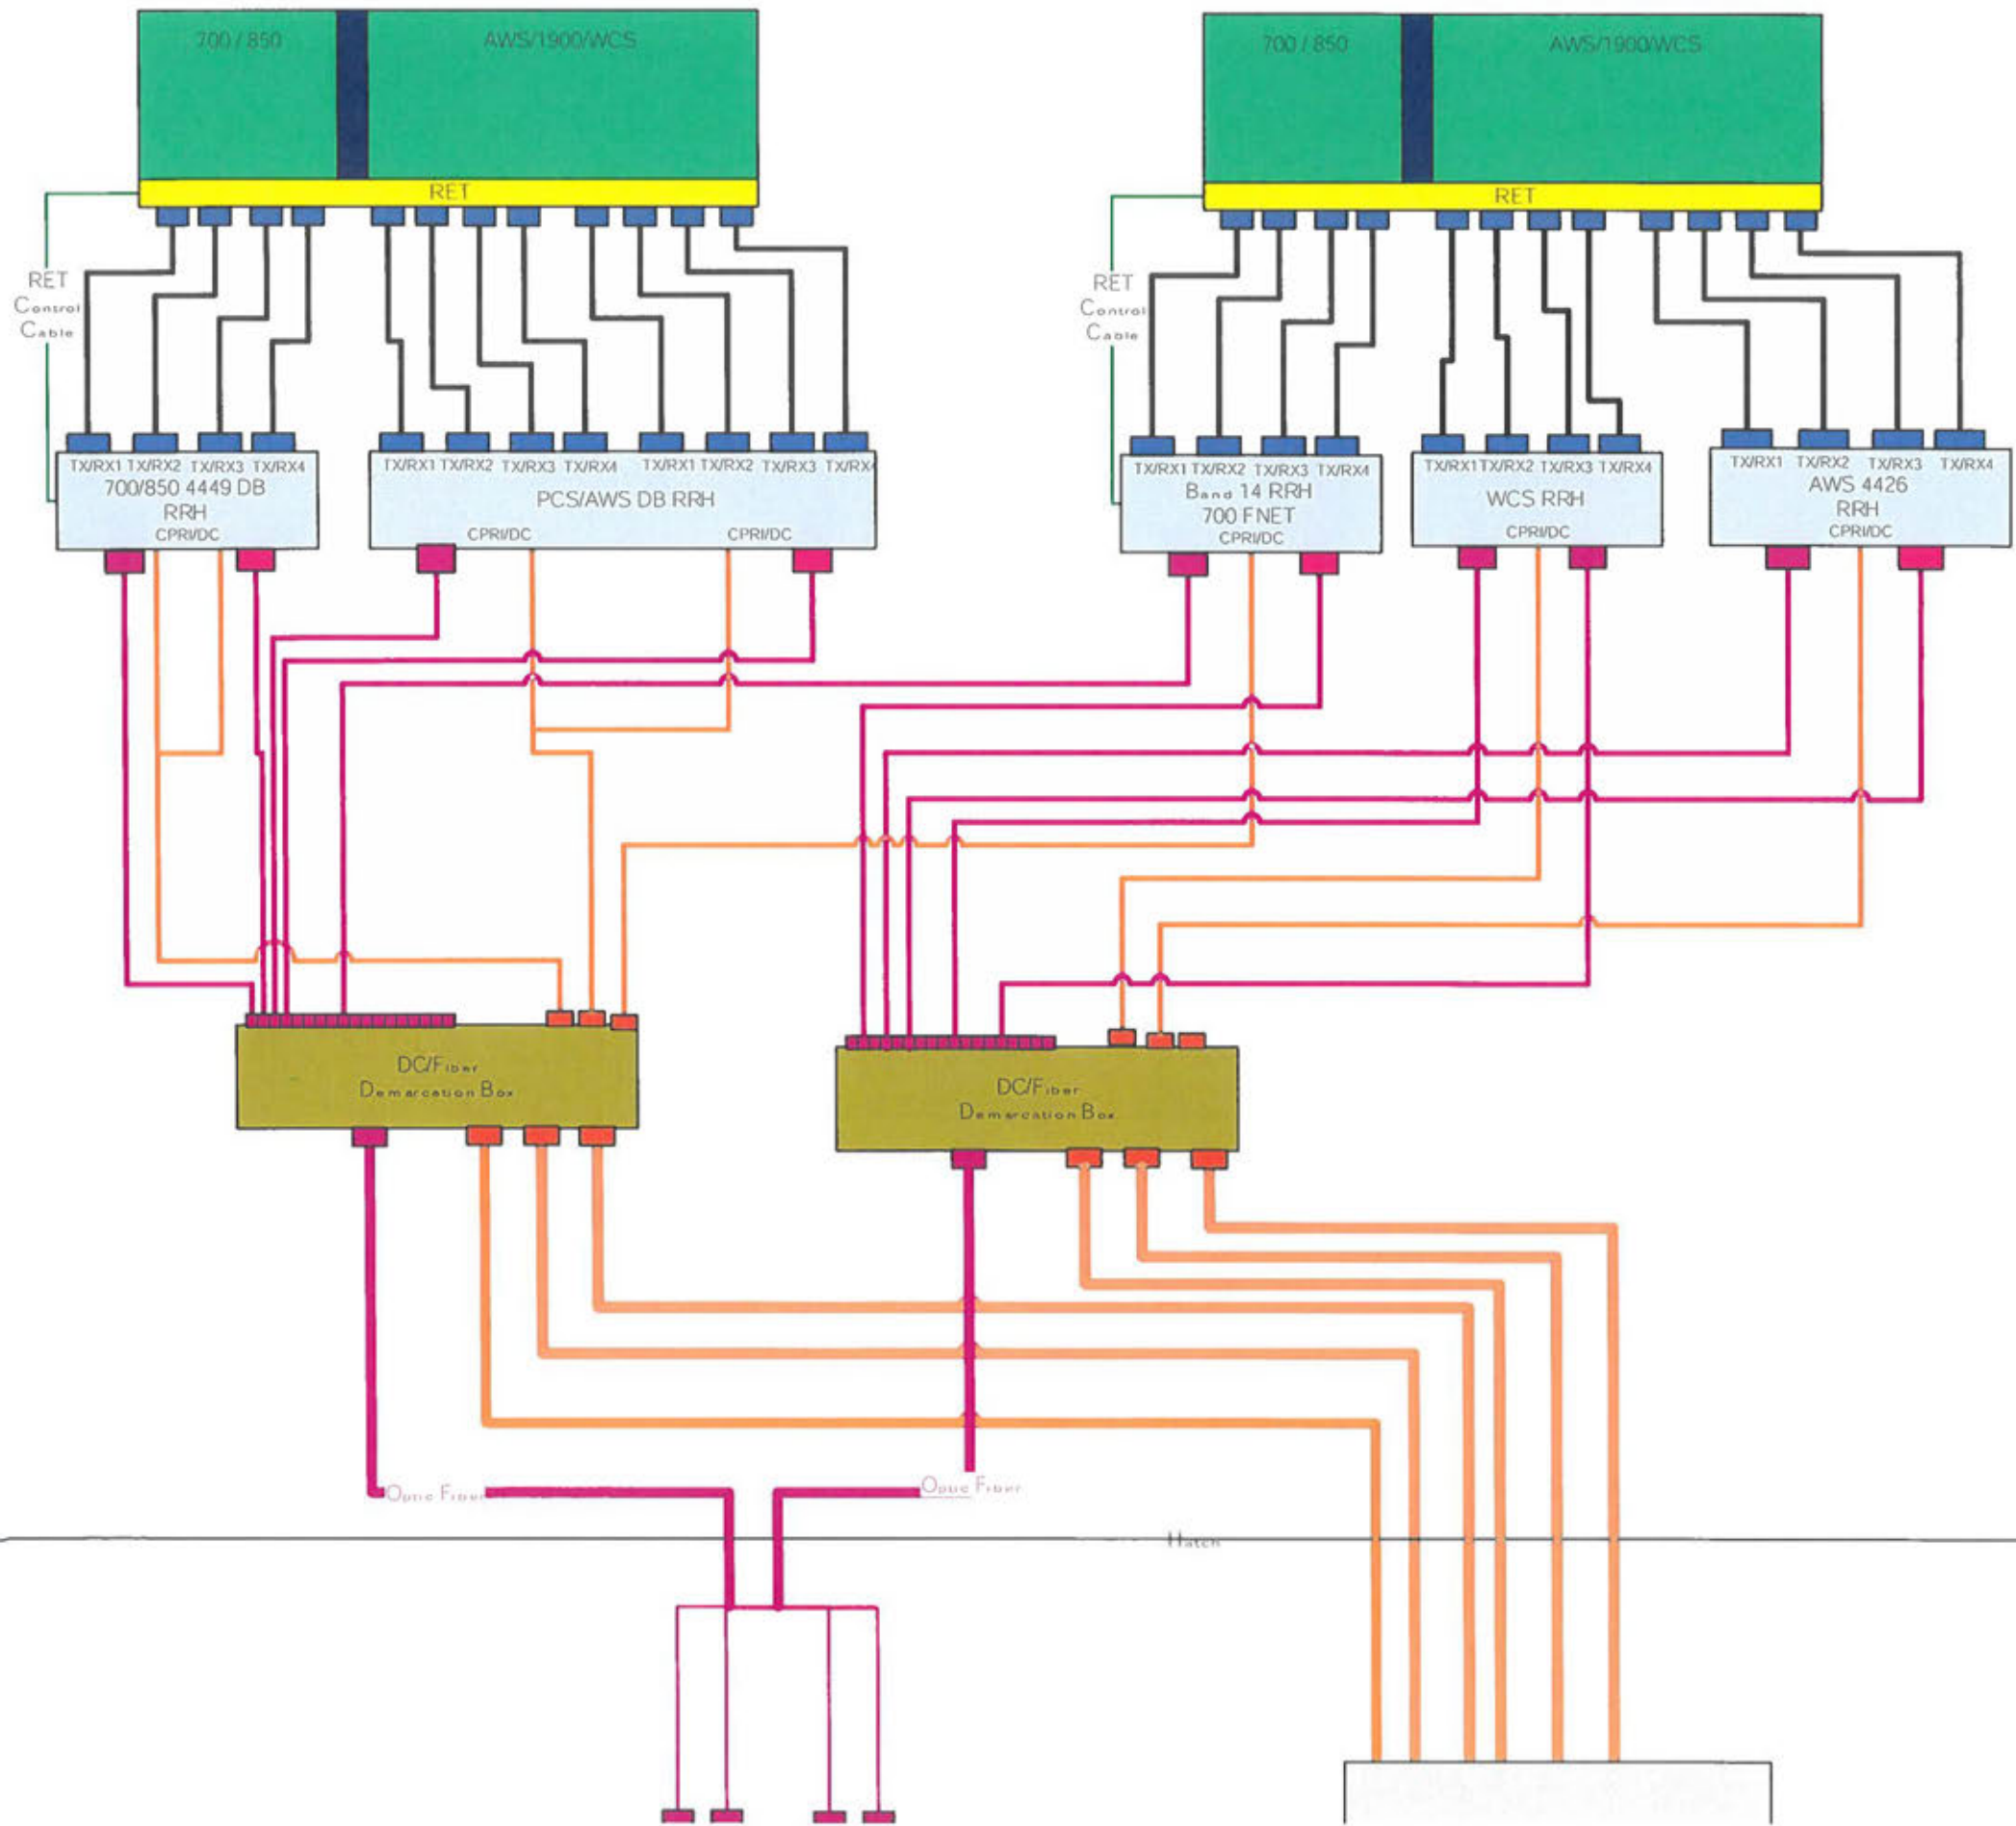 700 / 850
AWS/1900/WCS
700 / 850
AWS/1900/WCS
RET
RET
RET
Control
Cable
RET
Control
Cable
TX/RX1 TX/RX2 TX/RX3 TX/RX4
700/850 4449 DB
RRH
CPRI/DC
TX/RX1 TX/RX2 TX/RX3 TX/RX4 TX/RX1 TX/RX2 TX/RX3 TX/RX4
PCS/AWS DB RRH
CPRI/DC CPRI/DC
TX/RX1 TX/RX2 TX/RX3 TX/RX4
Band 14 RRH
700 FNET
CPRI/DC
TX/RX1 TX/RX2 TX/RX3 TX/RX4
WCS RRH
CPRI/DC
TX/RX1 TX/RX2 TX/RX3 TX/RX4
AWS 4426
RRH
CPRI/DC
DC/Fiber
Demarcation Box
DC/Fiber
Demarcation Box
Optic Fiber
Optic Fiber
Hatch